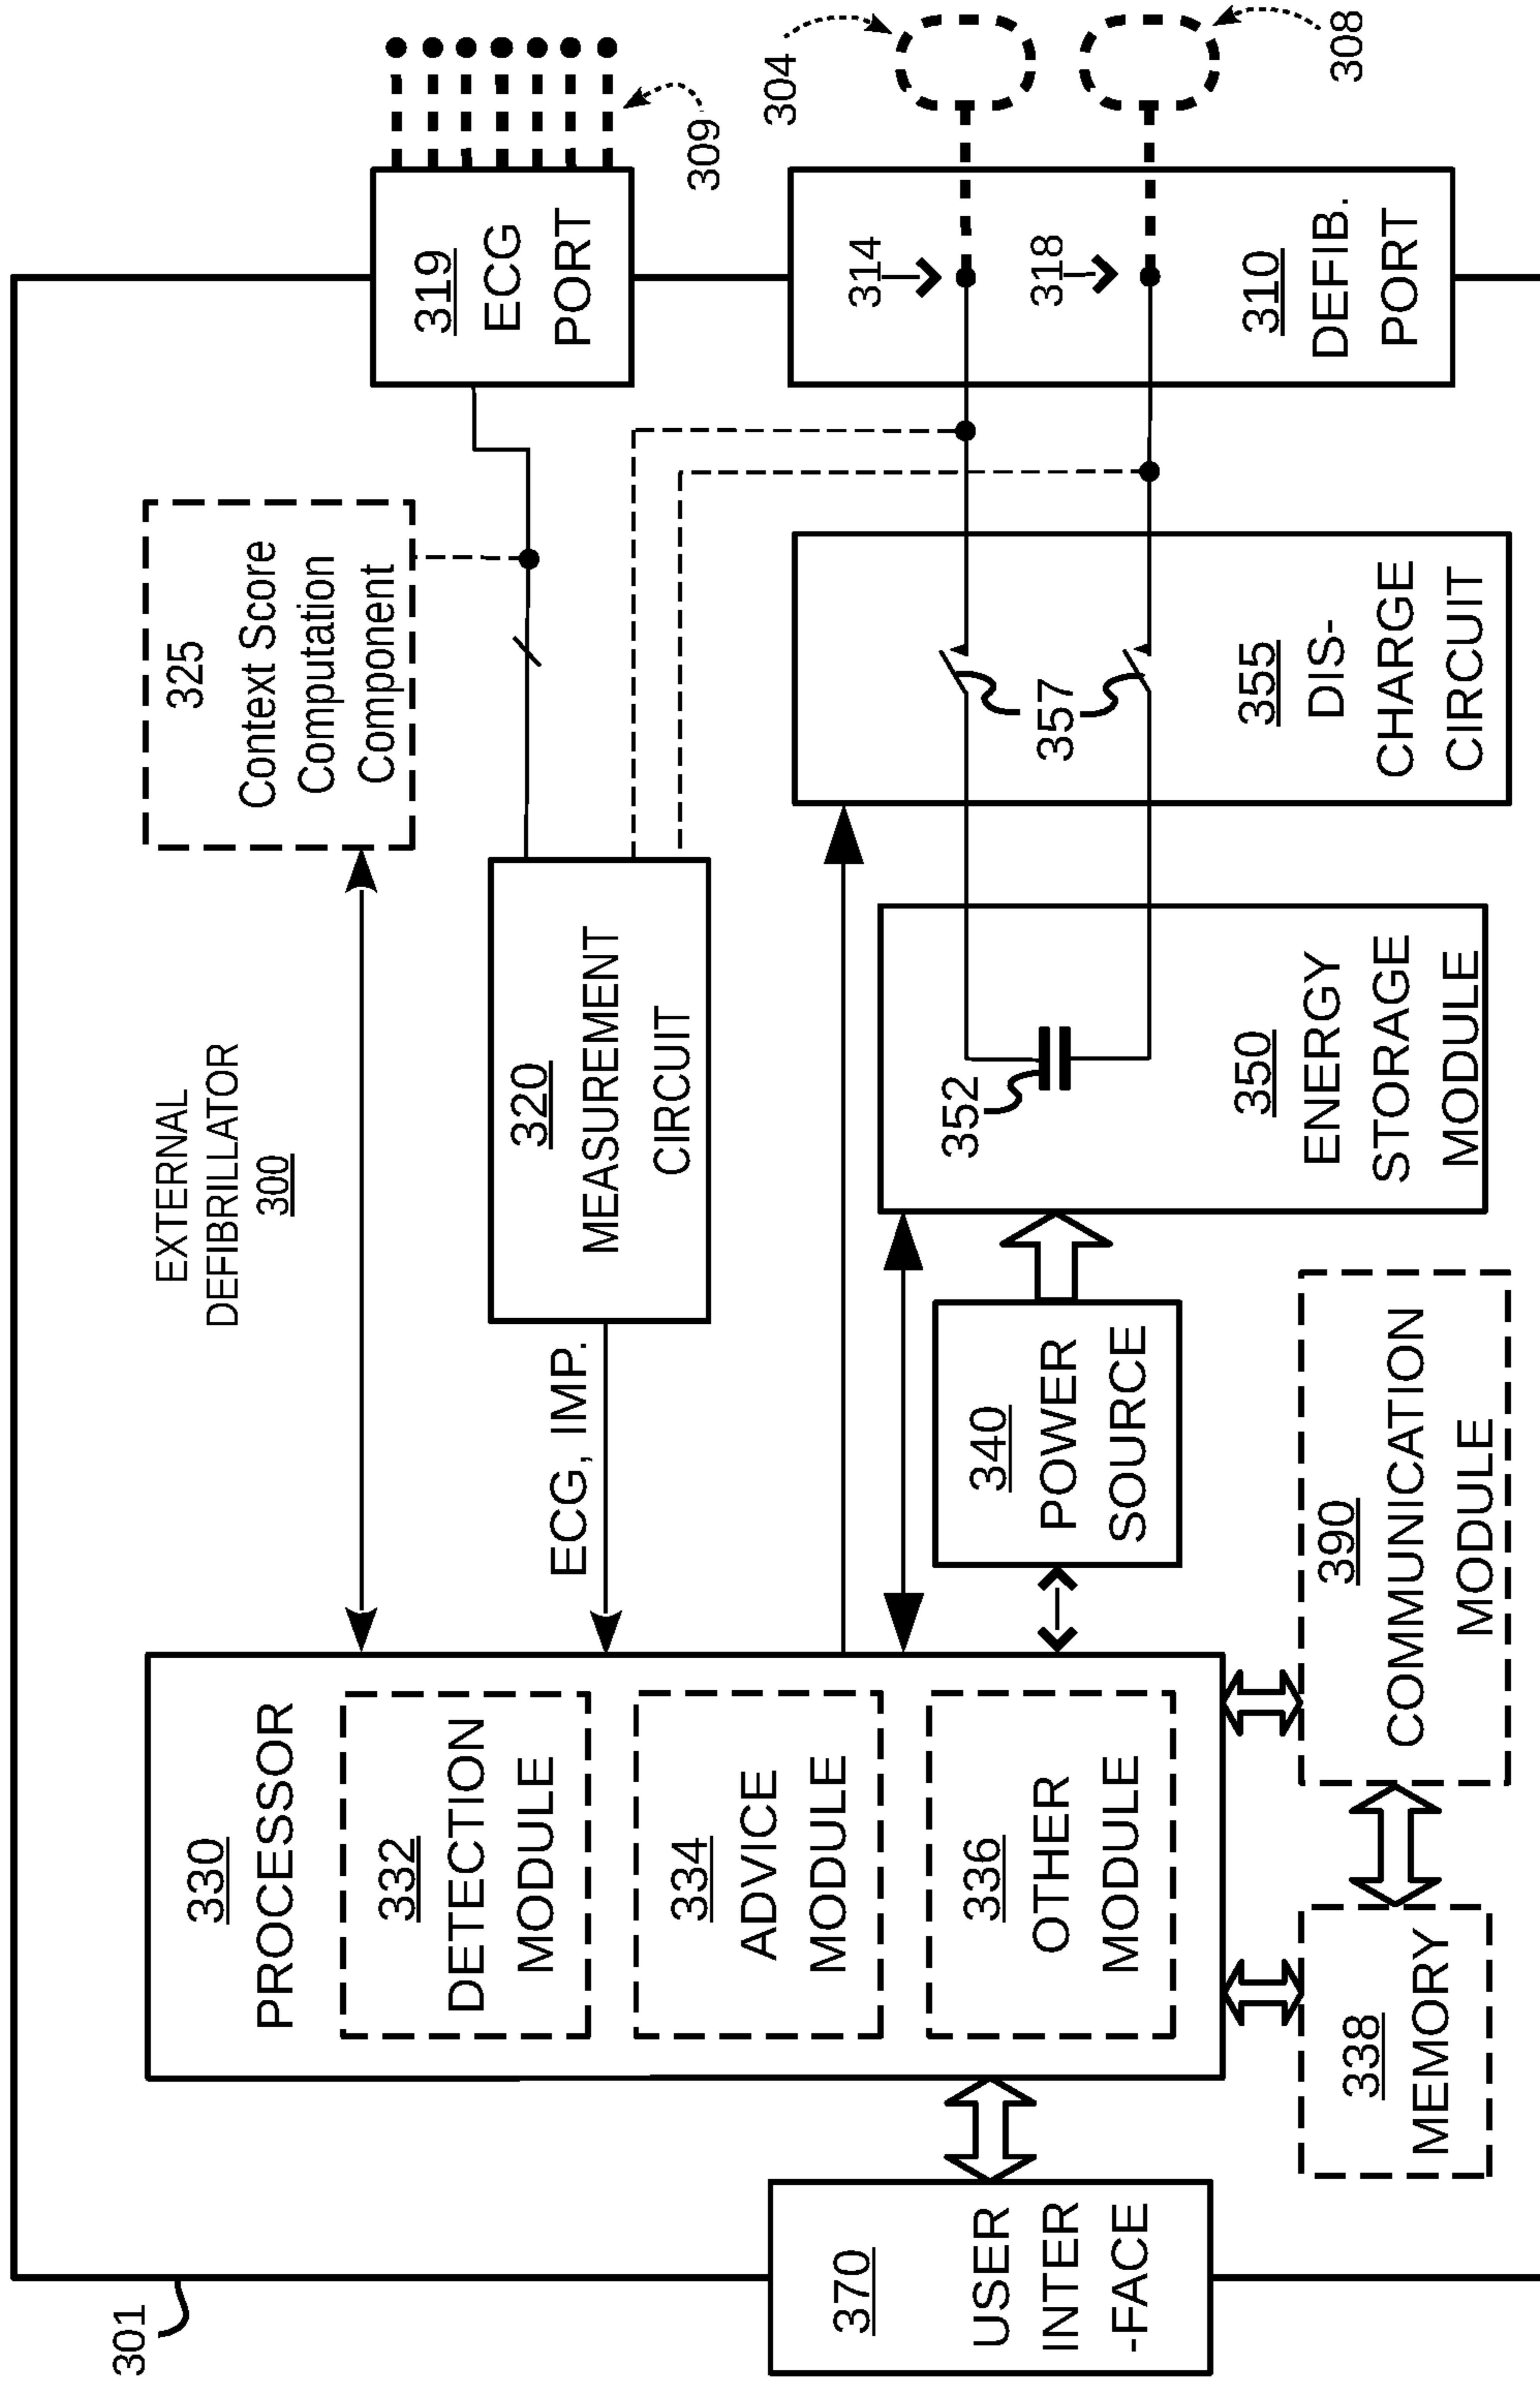 301
EXTERNAL
DEFIBRILLATOR
300
325
Context Score
Computation
Component
319
ECG
PORT
309
304
308
330
PROCESSOR
332
DETECTION
MODULE
334
ADVICE
MODULE
336
OTHER
MODULE
ECG, IMP.
320
MEASUREMENT
CIRCUIT
314
318
310
DEFIB.
PORT
357
355
DIS-
CHARGE
CIRCUIT
352
350
ENERGY
STORAGE
MODULE
340
POWER
SOURCE
370
USER
INTER
-FACE
338
MEMORY
390
COMMUNICATION
MODULE